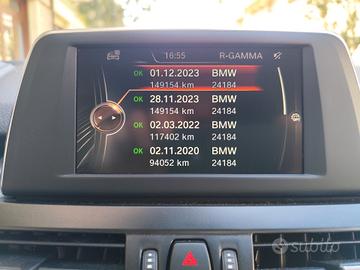 16:55 R-GAMMA
OK 01.12.2023 BMW
149154 km 24184
OK 28.11.2023 BMW
149154 km 24184
OK 02.03.2022 BMW
117402 km 24184
OK 02.11.2020 BMW
94052 km 24184
subito